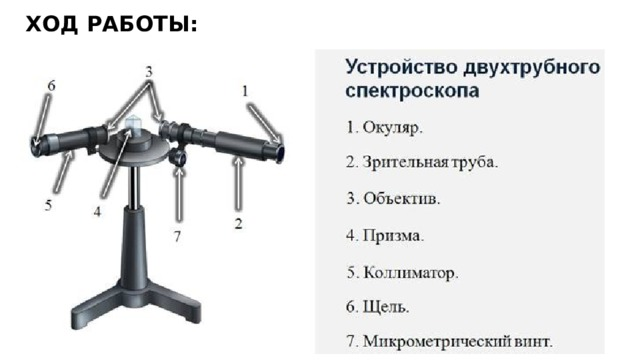 ХОД РАБОТЫ:
6
3
1
5
4
7
2
Устройство двухтрубного
спектроскопа
1. Окуляр.
2. Зрительная труба.
3. Объектив.
4. Призма.
5. Коллиматор.
6. Щель.
7. Микрометрический винт.